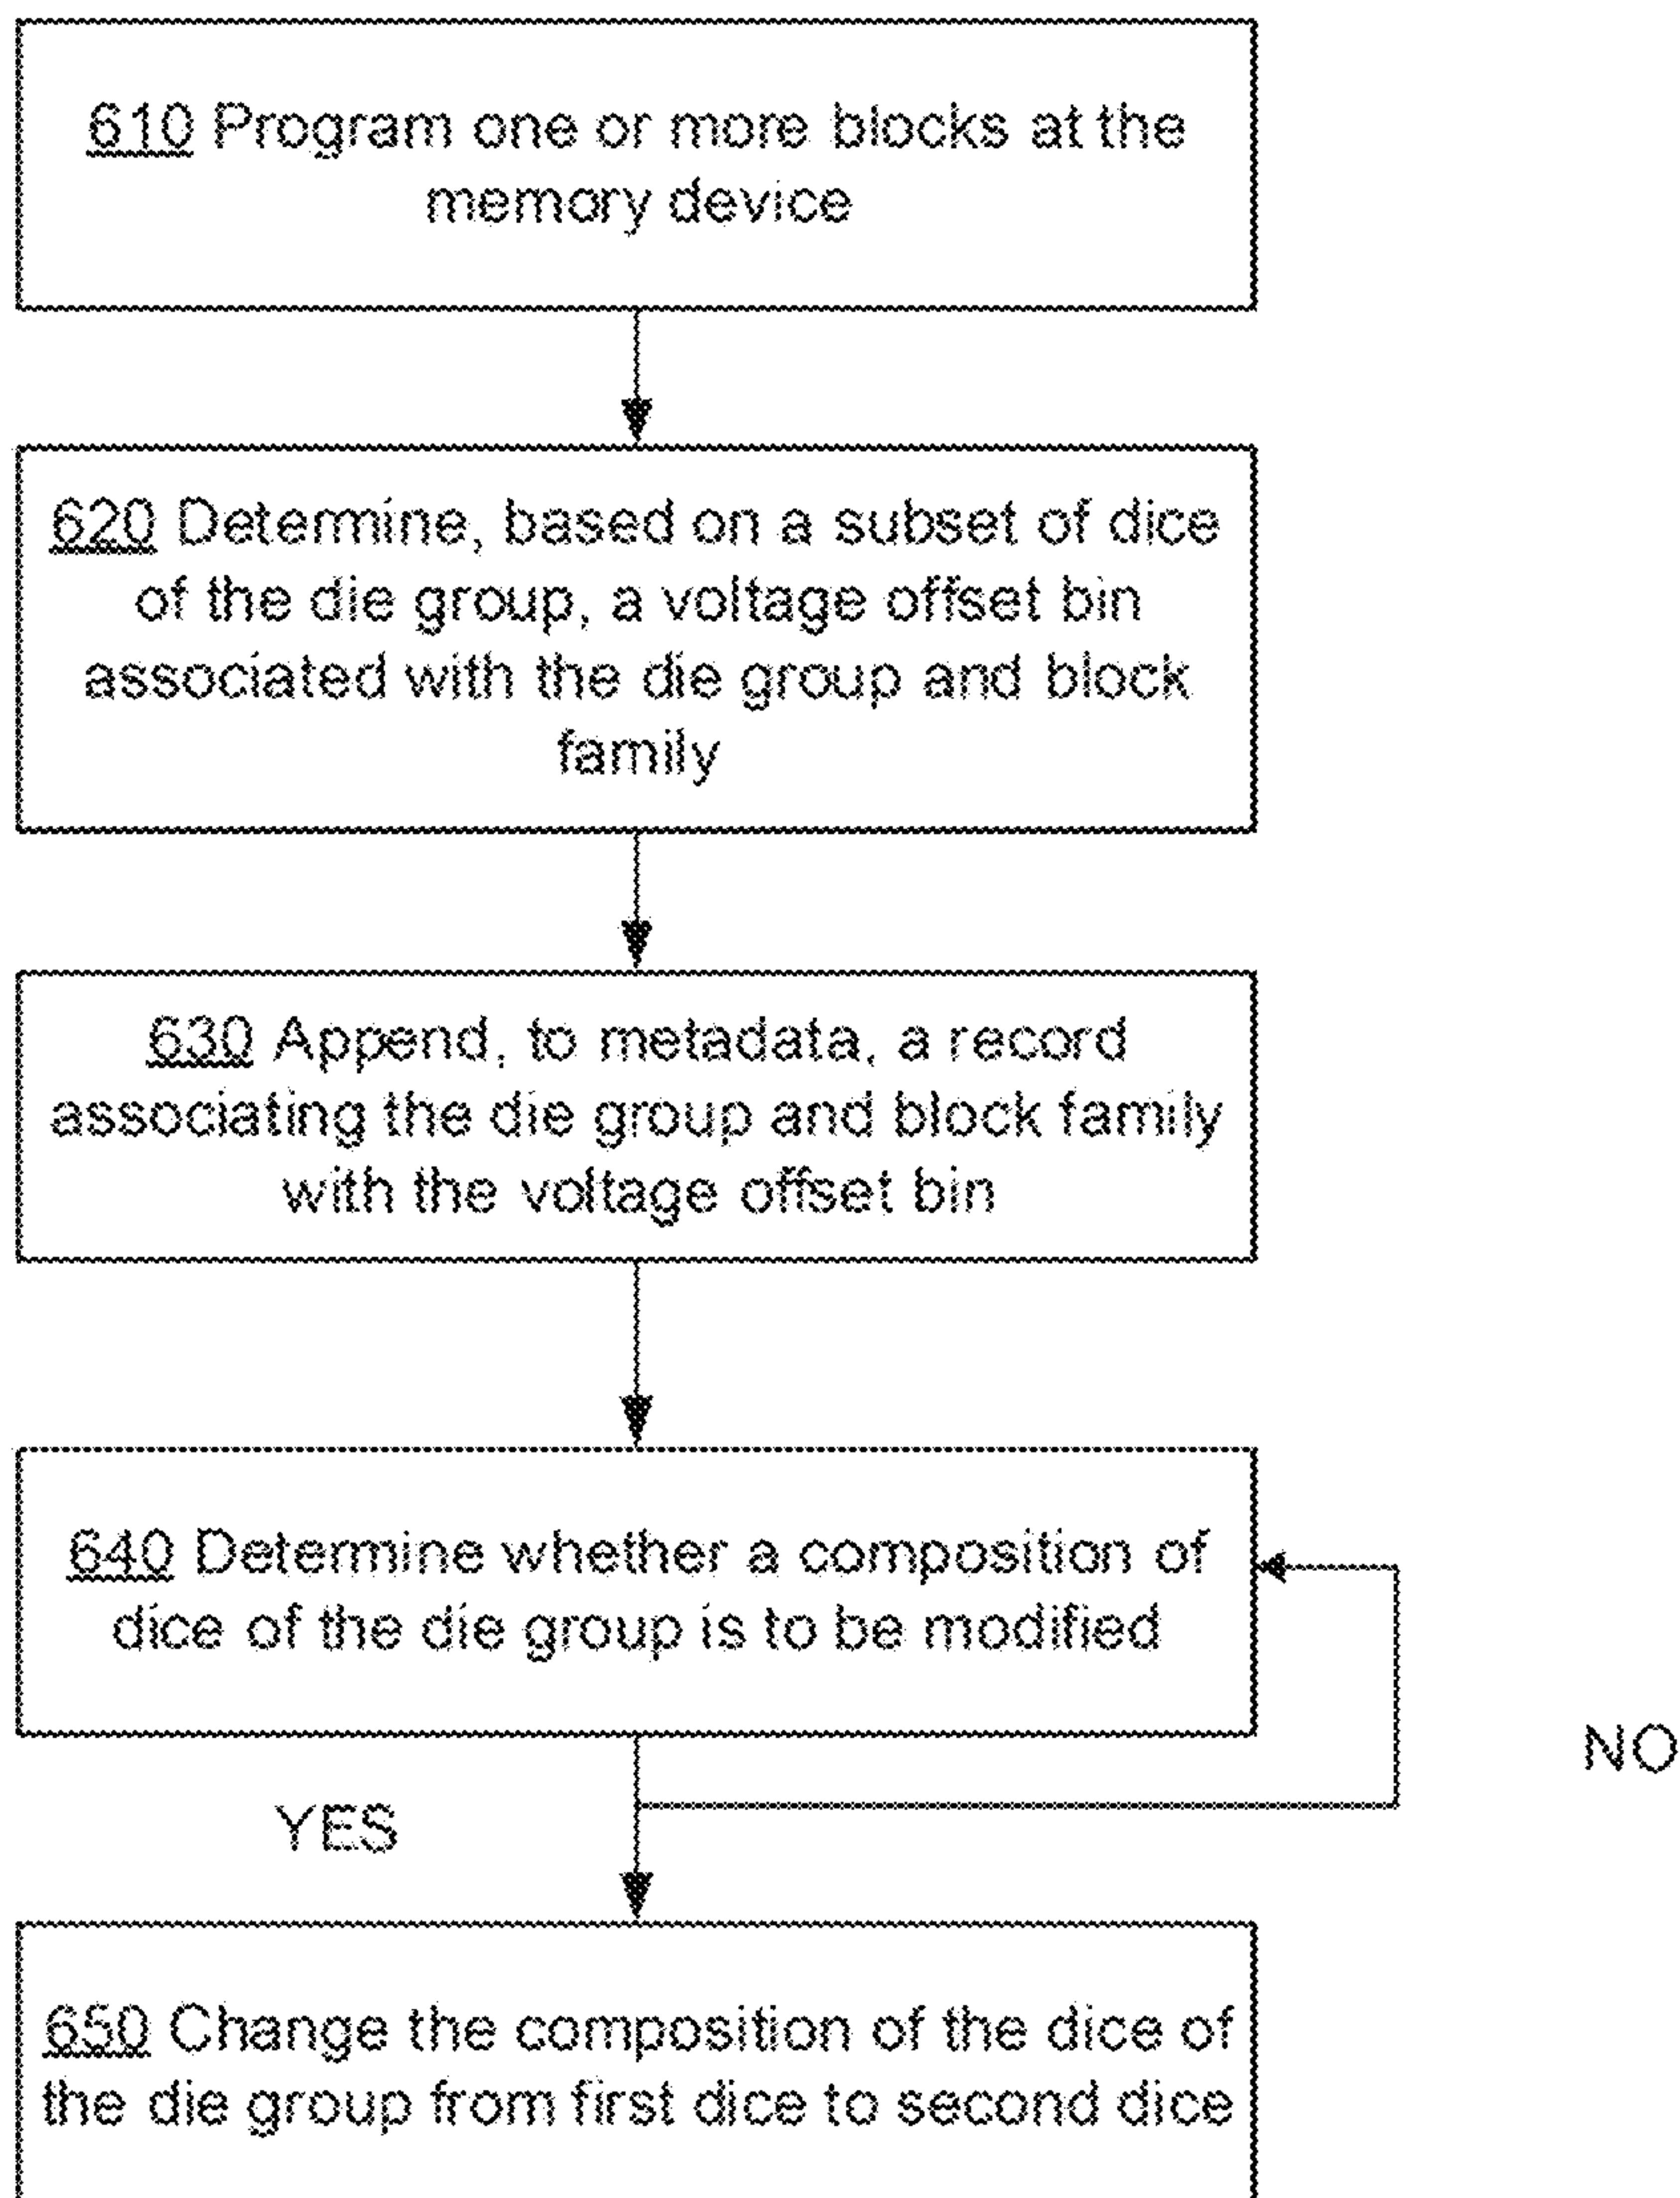 610 Program one or more blocks at the
memory device
620 Determine, based on a subset of dice
of the die group, a voltage offset bin
associated with the die group and block
family
630 Append, to metadata, a record
associating the die group and block family
with the voltage offset bin
640 Determine whether a composition of
dice of the die group is to be modified
NO
YES
650 Change the composition of the dice of
the die group from first dice to second dice